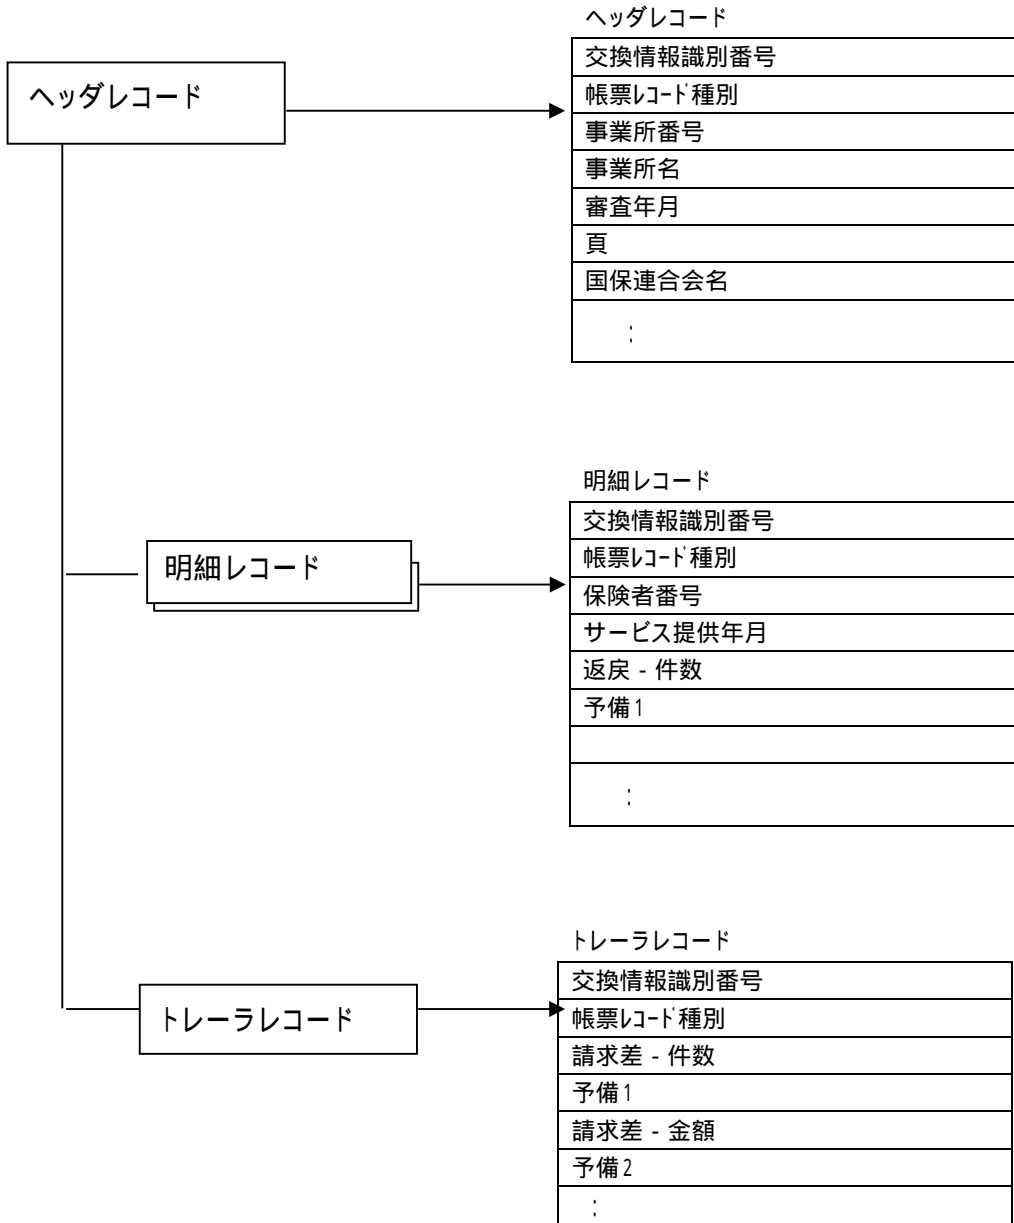 ヘッダレコード
ヘッダレコード
交換情報識別番号
帳票ﾚｺｰﾄﾞ種別
事業所番号
事業所名
審査年月
頁
国保連合会名
:
明細レコード
明細レコード
交換情報識別番号
帳票ﾚｺｰﾄﾞ種別
保険者番号
サービス提供年月
返戻 - 件数
予備1
:
トレーラレコード
トレーラレコード
交換情報識別番号
帳票ﾚｺｰﾄﾞ種別
請求差 - 件数
予備1
請求差 - 金額
予備2
: